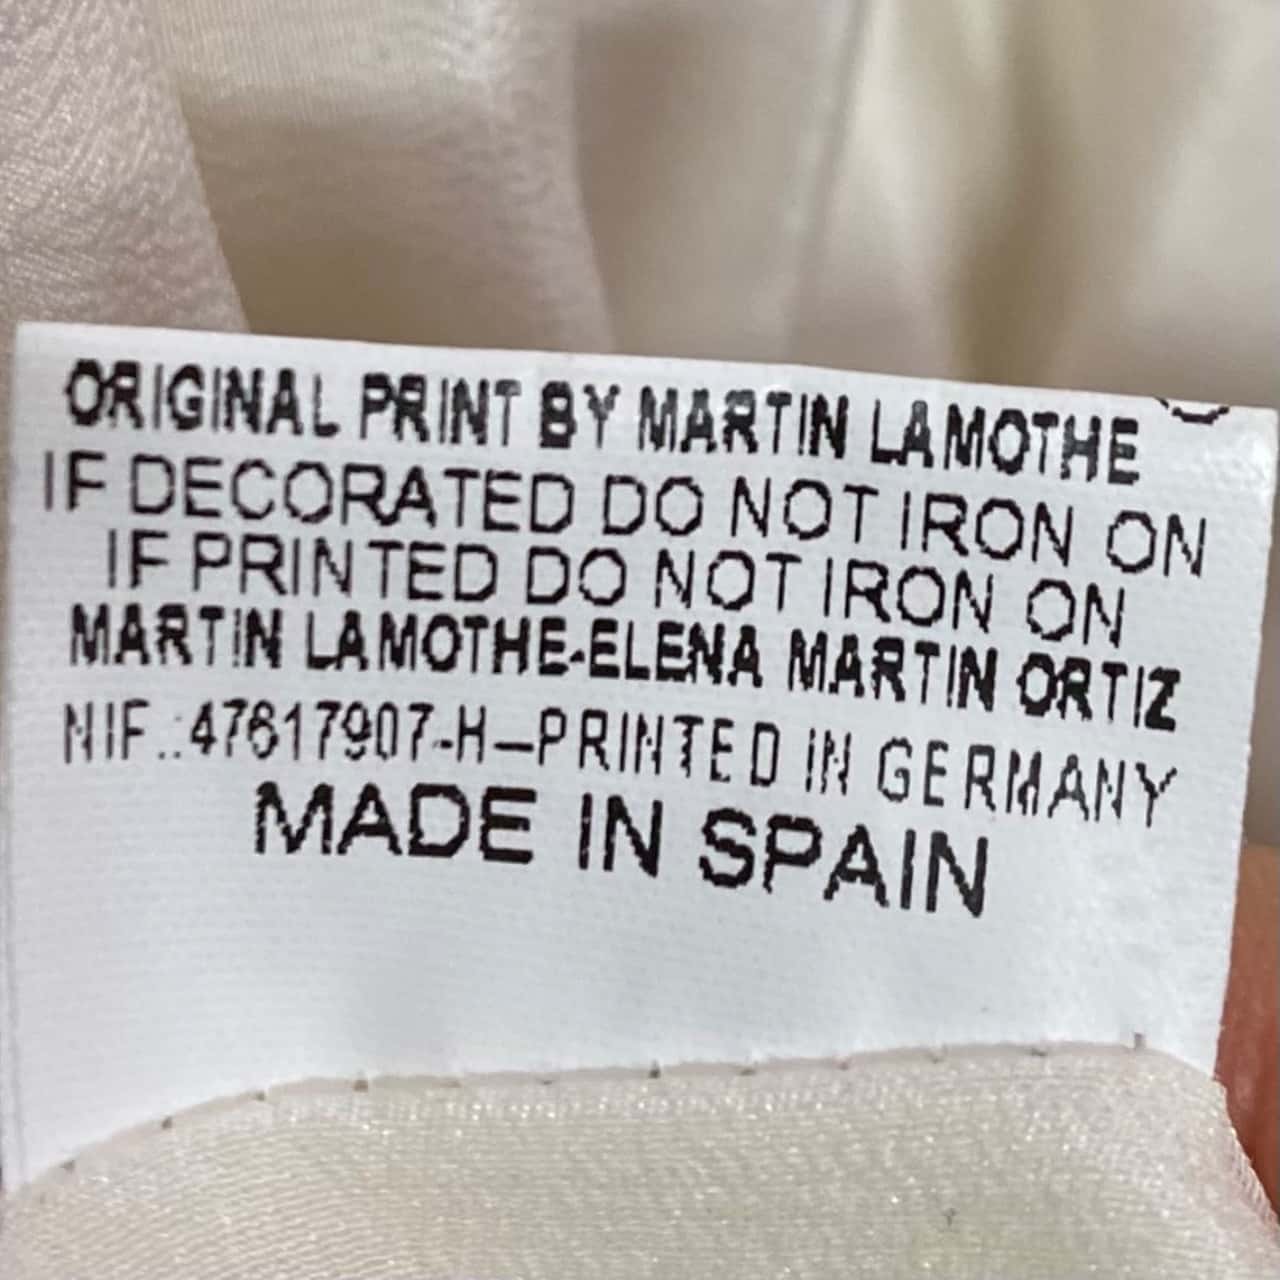 ORIGINAL PRINT BY MARTIN LAMOTHE
IF DECORATED DO NOT IRON ON
IF PRINTED DO NOT IRON ON
MARTIN LAMOTHE-ELENA MARTIN ORTIZ
NIF.:47617907-H-PRINTED IN GERMANY
MADE IN SPAIN